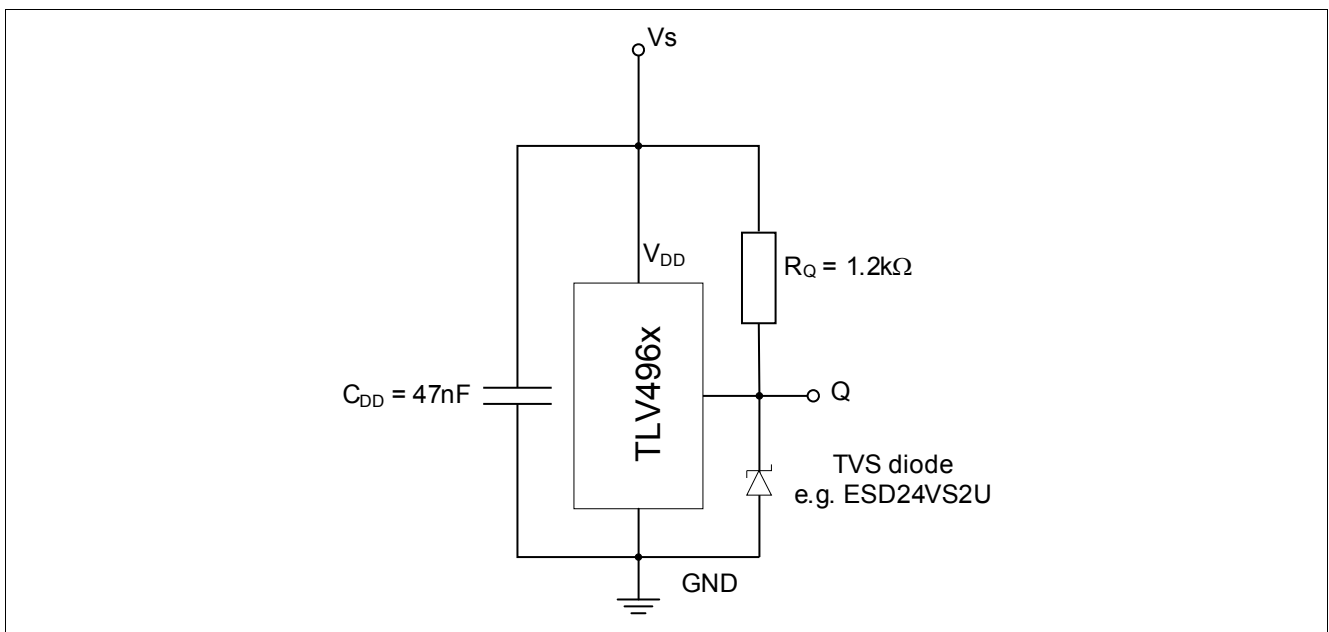 Vs
V_DD
R_Q = 1.2kΩ
TLV496x
C_DD = 47nF
Q
TVS diode
e.g. ESD24VS2U
GND